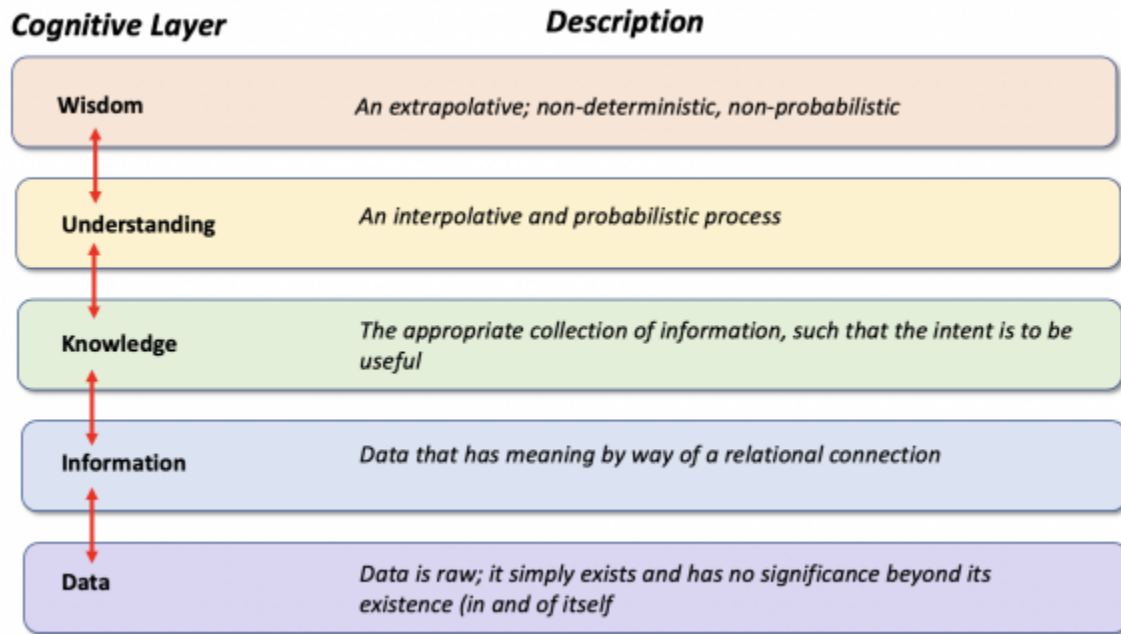 Cognitive Layer
Description
Wisdom
An extrapolative; non-deterministic, non-probabilistic
Understanding
An interpolative and probabilistic process
Knowledge
The appropriate collection of information, such that the intent is to be
useful
Information
Data that has meaning by way of a relational connection
Data
Data is raw; it simply exists and has no significance beyond its
existence (in and of itself